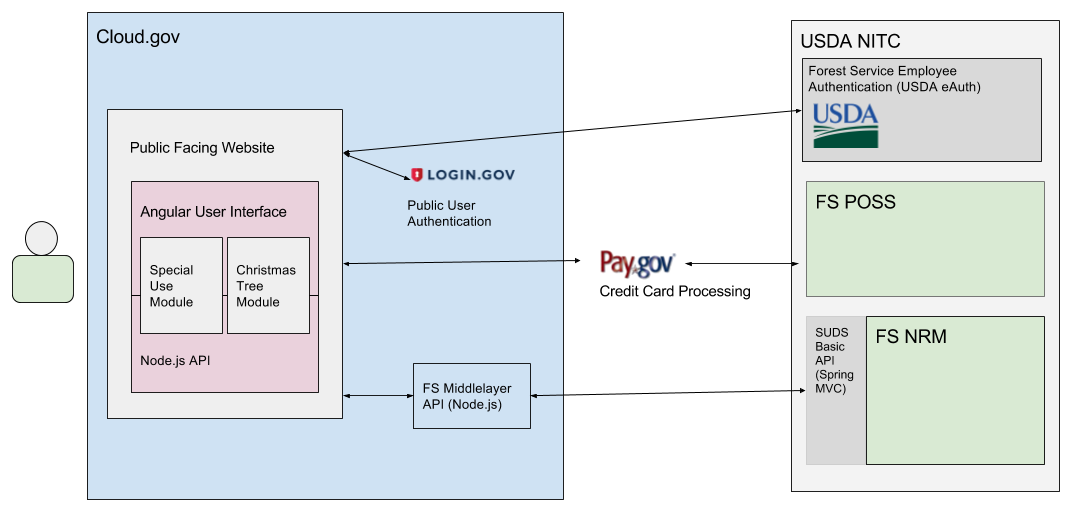 Cloud.gov
Public Facing Website
Angular User Interface
Special
Use
Module
Christmas
Tree
Module
Node.js API
LOGIN.GOV
Public User
Authentication
FS Middlelayer
API (Node.js)
Pay.gov
Credit Card Processing
USDA NITC
Forest Service Employee
Authentication (USDA eAuth)
USDA
FS POSS
SUDS
Basic
API
(Spring
MVC)
FS NRM